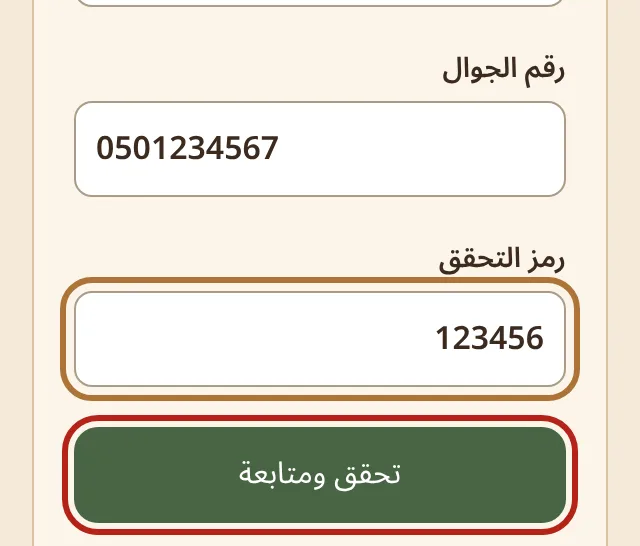 رقم الجوال
0501234567
رمز التحقق
123456
تحقق ومتابعة